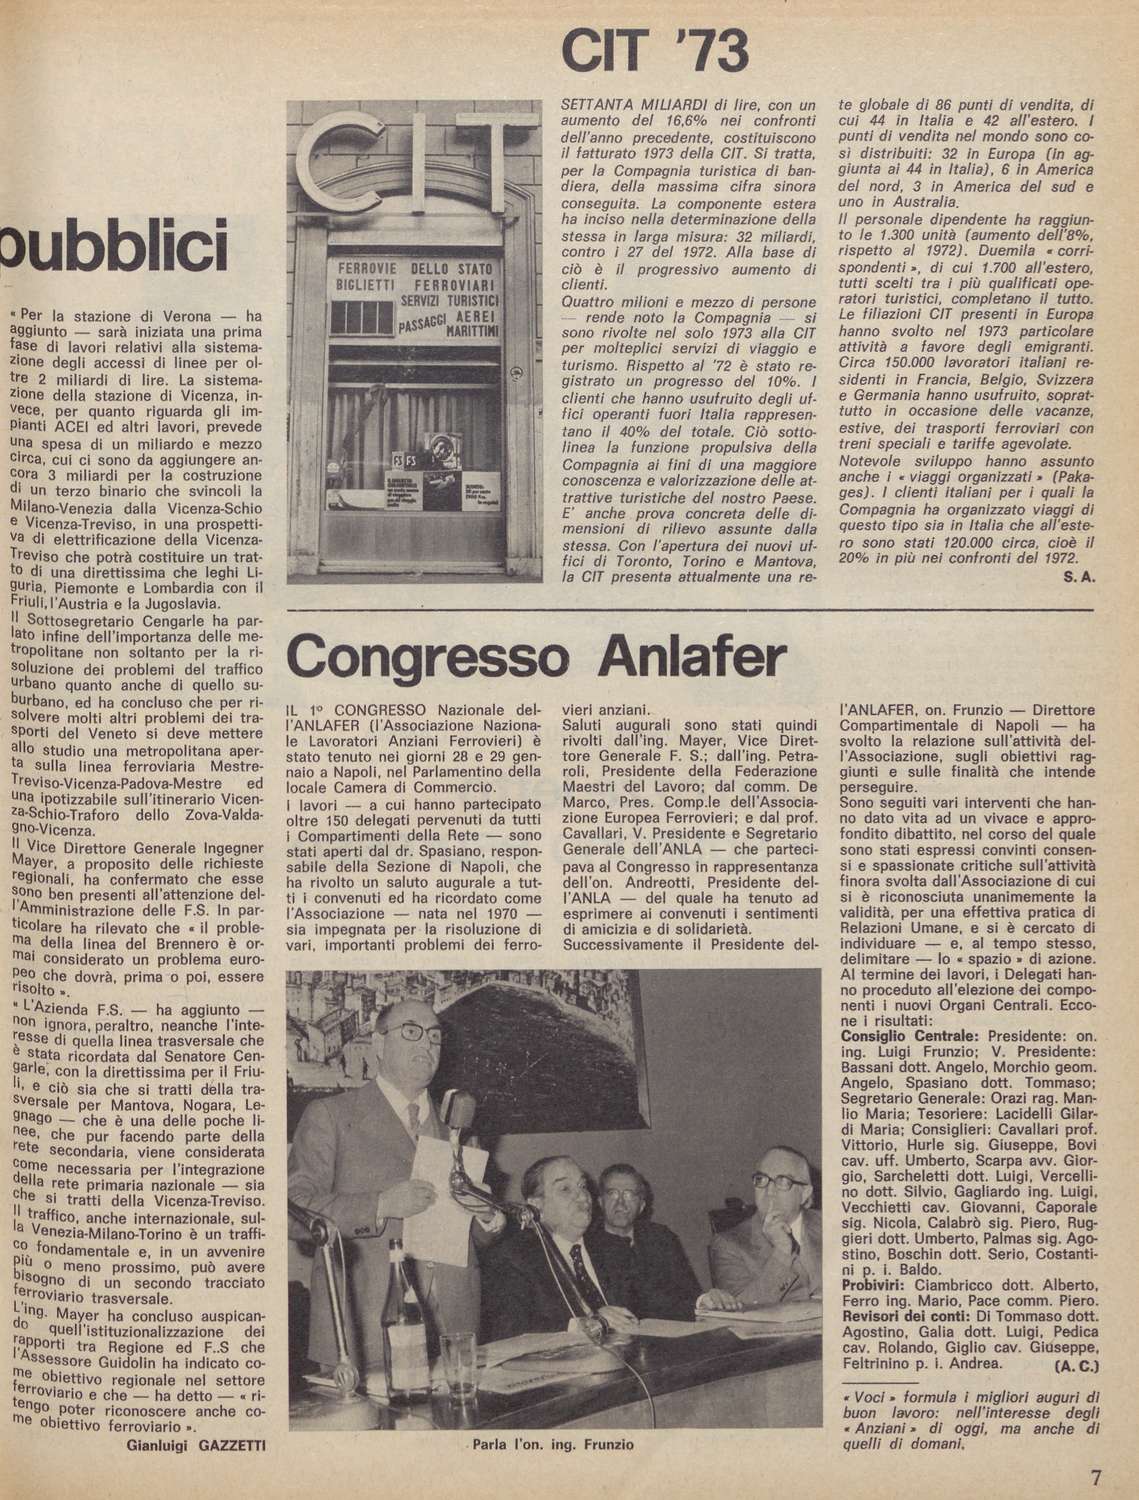 pubblici
« Per la stazione di Verona — ha
aggiunto — sarà iniziata una prima
fase di lavori relativi alla sistema-
zione degli accessi di linee per ol-
tre 2 miliardi di lire. La sistema-
zione della stazione di Vicenza, in-
vece, per quanto riguarda gli im-
pianti ACEI ed altri lavori, prevede
una spesa di un miliardo e mezzo
circa, cui ci sono da aggiungere an-
cora 3 miliardi per la costruzione
di un terzo binario che svincoli la
Milano-Venezia dalla Vicenza-Schio
e Vicenza-Treviso, in una prospetti-
va di elettrificazione della Vicenza-
Treviso che potrà costituire un trat-
to di una direttissima che leghi Li-
guria, Piemonte e Lombardia con il
Friuli, l'Austria e la Jugoslavia.
Il Sottosegretario Cengarle ha par-
lato infine dell'importanza delle me-
tropolitane non soltanto per la ri-
soluzione dei problemi del traffico
urbano quanto anche di quello su-
burbano, ed ha concluso che per ri-
solvere molti altri problemi dei tra-
sporti del Veneto si deve mettere
allo studio una metropolitana aper-
ta sulla linea ferroviaria Mestre-
Treviso-Vicenza-Padova-Mestre ed
una ipotizzabile sull'itinerario Vicen-
za-Schio-Traforo dello Zova-Valda-
gno-Vicenza.
Il Vice Direttore Generale Ingegner
Mayer, a proposito delle richieste
regionali, ha confermato che esse
sono ben presenti all'attenzione del-
l'Amministrazione delle F.S. In par-
ticolare ha rilevato che « il proble-
ma della linea del Brennero è or-
mai considerato un problema euro-
peo che dovrà, prima o poi, essere
risolto ».
« L'Azienda F.S. — ha aggiunto —
non ignora, peraltro, neanche l'inte-
resse di quella linea trasversale che
è stata ricordata dal Senatore Cen-
garle, con la direttissima per il Friu-
li, e ciò sia che si tratti della tra-
sversale per Mantova, Nogara, Le-
gnago — che è una delle poche li-
nee, che pur facendo parte della
rete secondaria, viene considerata
come necessaria per l'integrazione
della rete primaria nazionale — sia
che si tratti della Vicenza-Treviso.
Il traffico, anche internazionale, sul-
la Venezia-Milano-Torino è un traffi-
co fondamentale e, in un avvenire
più o meno prossimo, può avere
bisogno di un secondo tracciato
ferroviario trasversale.
L'ing. Mayer ha concluso auspican-
do quell'istituzionalizzazione dei
rapporti tra Regione ed F..S che
l'Assessore Guidolin ha indicato co-
me obiettivo regionale nel settore
ferroviario e che — ha detto — « ri-
tengo poter riconoscere anche co-
me obiettivo ferroviario ».
Gianluigi GAZZETTI
CIT '73
CIT
FERROVIE DELLO STATO
BIGLIETTI FERROVIARI
SERVIZI TURISTICI
PASSAGGI AEREI
MARITTIMI
FS FS
SETTANTA MILIARDI di lire, con un
aumento del 16,6% nei confronti
dell'anno precedente, costituiscono
il fatturato 1973 della CIT. Si tratta,
per la Compagnia turistica di ban-
diera, della massima cifra sinora
conseguita. La componente estera
ha inciso nella determinazione della
stessa in larga misura: 32 miliardi,
contro i 27 del 1972. Alla base di
ciò è il progressivo aumento di
clienti.
Quattro milioni e mezzo di persone
— rende noto la Compagnia — si
sono rivolte nel solo 1973 alla CIT
per molteplici servizi di viaggio e
turismo. Rispetto al '72 è stato re-
gistrato un progresso del 10%. I
clienti che hanno usufruito degli uf-
fici operanti fuori Italia rappresen-
tano il 40% del totale. Ciò sotto-
linea la funzione propulsiva della
Compagnia ai fini di una maggiore
conoscenza e valorizzazione delle at-
trattive turistiche del nostro Paese.
E' anche prova concreta delle di-
mensioni di rilievo assunte dalla
stessa. Con l'apertura dei nuovi uf-
fici di Toronto, Torino e Mantova,
la CIT presenta attualmente una re-
te globale di 86 punti di vendita, di
cui 44 in Italia e 42 all'estero. I
punti di vendita nel mondo sono co-
sì distribuiti: 32 in Europa (in ag-
giunta ai 44 in Italia), 6 in America
del nord, 3 in America del sud e
uno in Australia.
Il personale dipendente ha raggiun-
to le 1.300 unità (aumento dell'8%,
rispetto al 1972). Duemila « corri-
spondenti », di cui 1.700 all'estero,
tutti scelti tra i più qualificati ope-
ratori turistici, completano il tutto.
Le filiazioni CIT presenti in Europa
hanno svolto nel 1973 particolare
attività a favore degli emigranti.
Circa 150.000 lavoratori italiani re-
sidenti in Francia, Belgio, Svizzera
e Germania hanno usufruito, soprat-
tutto in occasione delle vacanze,
estive, dei trasporti ferroviari con
treni speciali e tariffe agevolate.
Notevole sviluppo hanno assunto
anche i « viaggi organizzati » (Paka-
ges). I clienti italiani per i quali la
Compagnia ha organizzato viaggi di
questo tipo sia in Italia che all'este-
ro sono stati 120.000 circa, cioè il
20% in più nei confronti del 1972.
S. A.
Congresso Anlafer
IL 1º CONGRESSO Nazionale del-
l'ANLAFER (l'Associazione Naziona-
le Lavoratori Anziani Ferrovieri) è
stato tenuto nei giorni 28 e 29 gen-
naio a Napoli, nel Parlamentino della
locale Camera di Commercio.
I lavori — a cui hanno partecipato
oltre 150 delegati pervenuti da tutti
i Compartimenti della Rete — sono
stati aperti dal dr. Spasiano, respon-
sabile della Sezione di Napoli, che
ha rivolto un saluto augurale a tut-
ti i convenuti ed ha ricordato come
l'Associazione — nata nel 1970 —
sia impegnata per la risoluzione di
vari, importanti problemi dei ferro-
vieri anziani.
Saluti augurali sono stati quindi
rivolti dall'ing. Mayer, Vice Diret-
tore Generale F. S.; dall'ing. Petra-
roli, Presidente della Federazione
Maestri del Lavoro; dal comm. De
Marco, Pres. Comp.le dell'Associa-
zione Europea Ferrovieri; e dal prof.
Cavallari, V. Presidente e Segretario
Generale dell'ANLA — che parteci-
pava al Congresso in rappresentanza
dell'on. Andreotti, Presidente del-
l'ANLA — del quale ha tenuto ad
esprimere ai convenuti i sentimenti
di amicizia e di solidarietà.
Successivamente il Presidente del-
l'ANLAFER, on. Frunzio — Direttore
Compartimentale di Napoli — ha
svolto la relazione sull'attività del-
l'Associazione, sugli obiettivi rag-
giunti e sulle finalità che intende
perseguire.
Sono seguiti vari interventi che han-
no dato vita ad un vivace e appro-
fondito dibattito, nel corso del quale
sono stati espressi convinti consen-
si e spassionate critiche sull'attività
finora svolta dall'Associazione di cui
si è riconosciuta unanimemente la
validità, per una effettiva pratica di
Relazioni Umane, e si è cercato di
individuare — e, al tempo stesso,
delimitare — lo « spazio » di azione.
Al termine dei lavori, i Delegati han-
no proceduto all'elezione dei compo-
nenti i nuovi Organi Centrali. Ecco-
ne i risultati:
Consiglio Centrale: Presidente: on.
ing. Luigi Frunzio; V. Presidente:
Bassani dott. Angelo, Morchio geom.
Angelo, Spasiano dott. Tommaso;
Segretario Generale: Orazi rag. Man-
lio Maria; Tesoriere: Lacidelli Gilar-
di Maria; Consiglieri: Cavallari prof.
Vittorio, Hurle sig. Giuseppe, Bovi
cav. uff. Umberto, Scarpa avv. Gior-
gio, Sarcheletti dott. Luigi, Vercelli-
no dott. Silvio, Gagliardo ing. Luigi,
Vecchietti cav. Giovanni, Caporale
sig. Nicola, Calabrò sig. Piero, Rug-
gieri dott. Umberto, Palmas sig. Ago-
stino, Boschin dott. Serio, Costanti-
ni p. i. Baldo.
Probiviri: Ciambricco dott. Alberto,
Ferro ing. Mario, Pace comm. Piero.
Revisori dei conti: Di Tommaso dott.
Agostino, Galia dott. Luigi, Pedica
cav. Rolando, Giglio cav. Giuseppe,
Feltrinino p. i. Andrea.
(A. C.)
« Voci » formula i migliori auguri di
buon lavoro: nell'interesse degli
« Anziani » di oggi, ma anche di
quelli di domani.
Parla l'on. ing. Frunzio
7